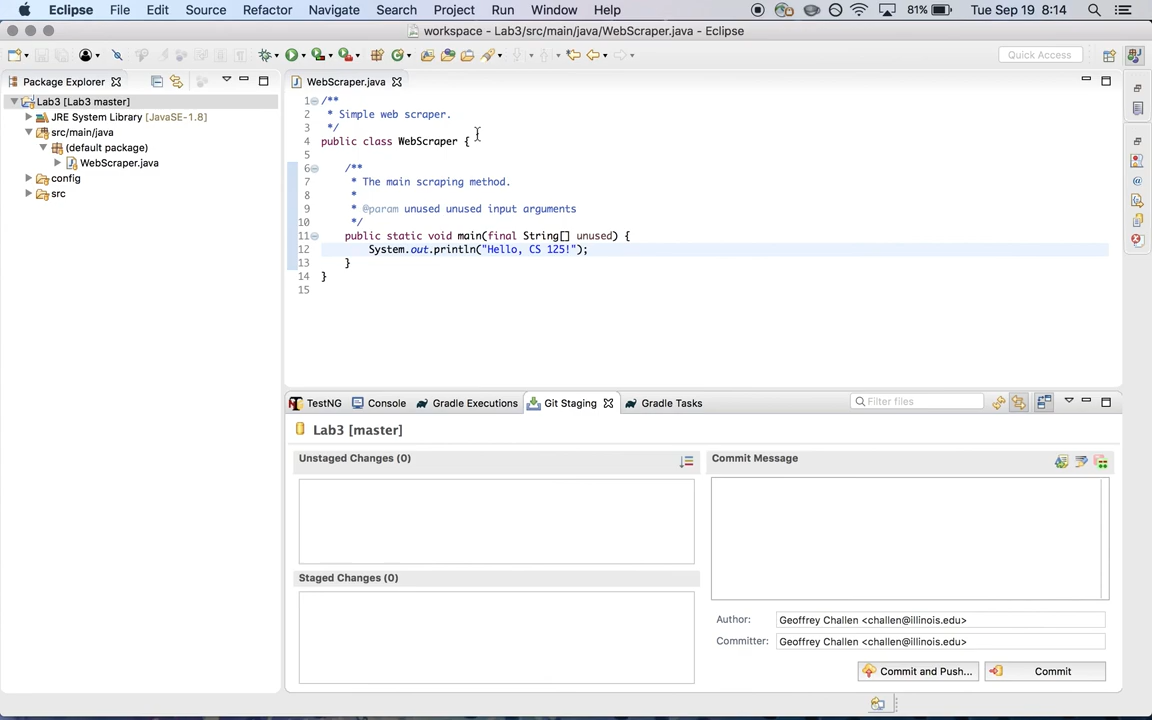 Eclipse File Edit Source Refactor Navigate Search Project Run Window Help 81% Tue Sep 19 8:14
workspace - Lab3/src/main/java/WebScraper.java - Eclipse
Quick Access
Package Explorer
Lab3 [Lab3 master]
JRE System Library [JavaSE-1.8]
src/main/java
(default package)
WebScraper.java
config
src
WebScraper.java
1 /**
2 * Simple web scraper.
3 */
4 public class WebScraper {
5
6 /**
7 * The main scraping method.
8 *
9 * @param unused unused input arguments
10 */
11 public static void main(final String[] unused) {
12 System.out.println("Hello, CS 125!");
13 }
14 }
15
TestNG Console Gradle Executions Git Staging Gradle Tasks Filter files
Lab3 [master]
Unstaged Changes (0)
Staged Changes (0)
Commit Message
Author: Geoffrey Challen <challen@illinois.edu>
Committer: Geoffrey Challen <challen@illinois.edu>
Commit and Push... Commit